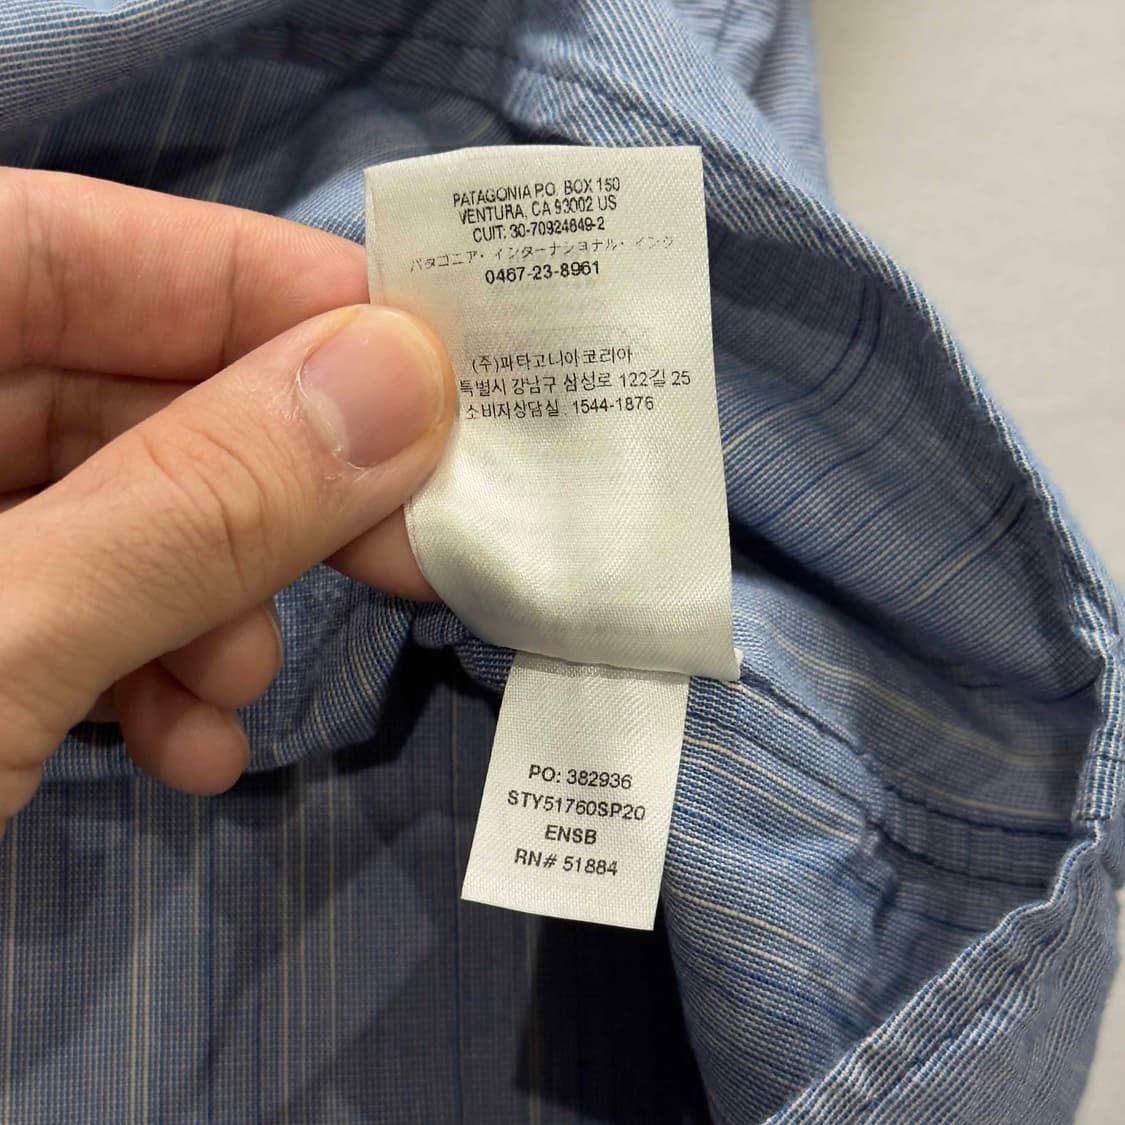 PATAGONIA P.O. BOX 150
VENTURA, CA 93002 US
CUIT: 30-70924849-2
パタゴニア・インターナショナル・インク
0467-23-8961
(주)파타고니아코리아
특별시 강남구 삼성로 122길 25
소비자상담실 1544-1876
PO: 382936
STY51760SP20
ENSB
RN# 51884